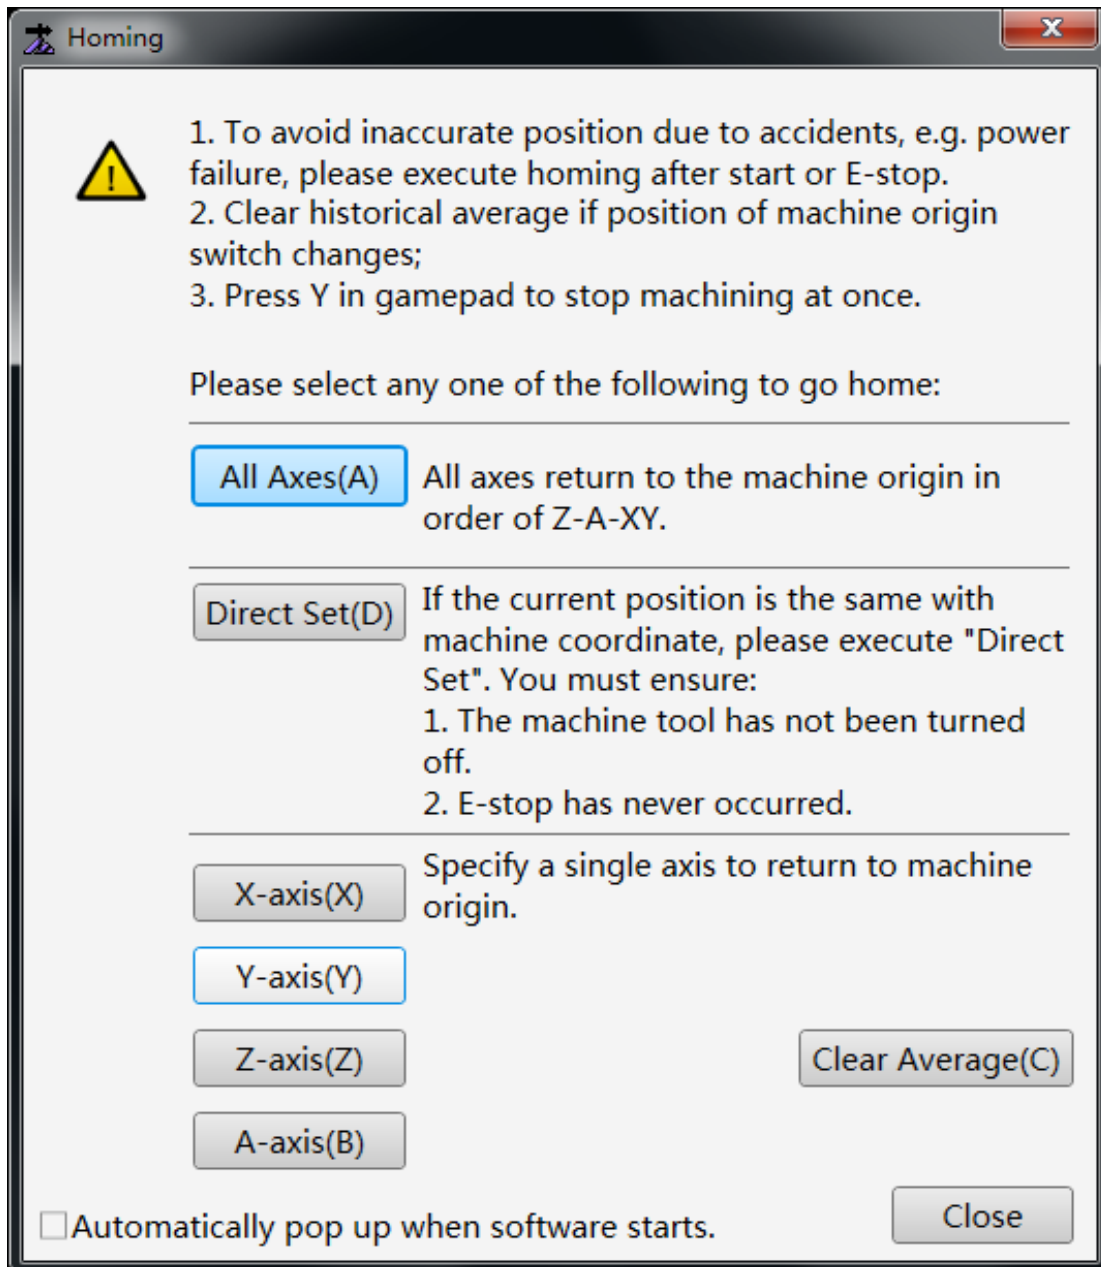 Homing
x
1. To avoid inaccurate position due to accidents, e.g. power
failure, please execute homing after start or E-stop.
2. Clear historical average if position of machine origin
switch changes;
3. Press Y in gamepad to stop machining at once.
Please select any one of the following to go home:
All Axes(A)
All axes return to the machine origin in
order of Z-A-XY.
Direct Set(D)
If the current position is the same with
machine coordinate, please execute "Direct
Set". You must ensure:
1. The machine tool has not been turned
off.
2. E-stop has never occurred.
X-axis(X)
Specify a single axis to return to machine
origin.
Y-axis(Y)
Z-axis(Z)
Clear Average(C)
A-axis(B)
Automatically pop up when software starts.
Close